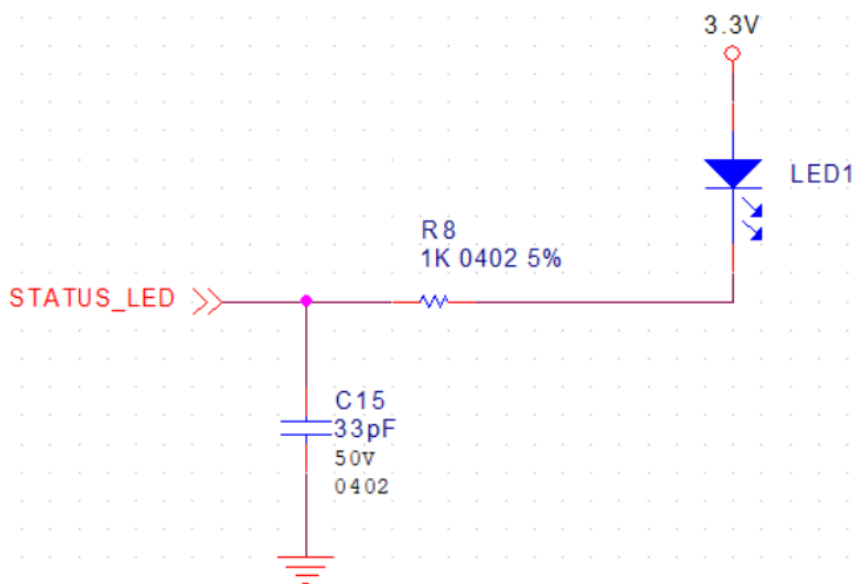 3.3V
LED1
R8
1K 0402 5%
STATUS_LED
C15
33pF
50V
0402